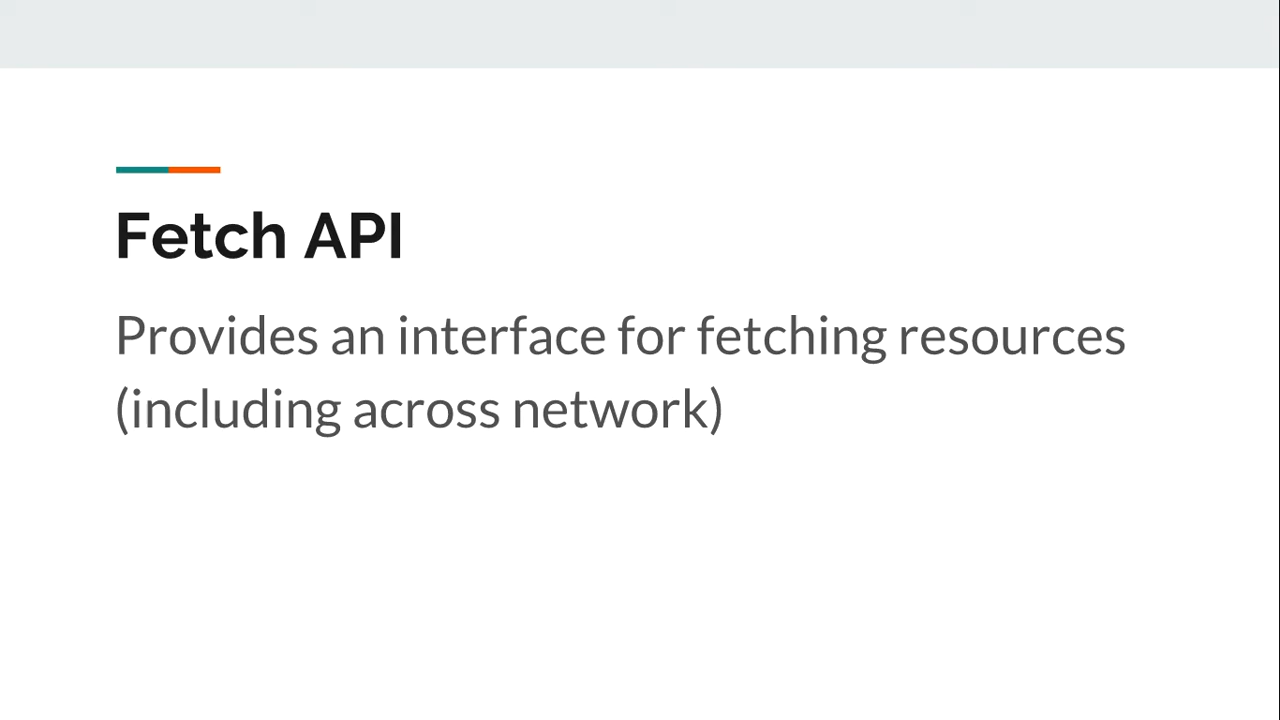 Fetch API
Provides an interface for fetching resources
(including across network)